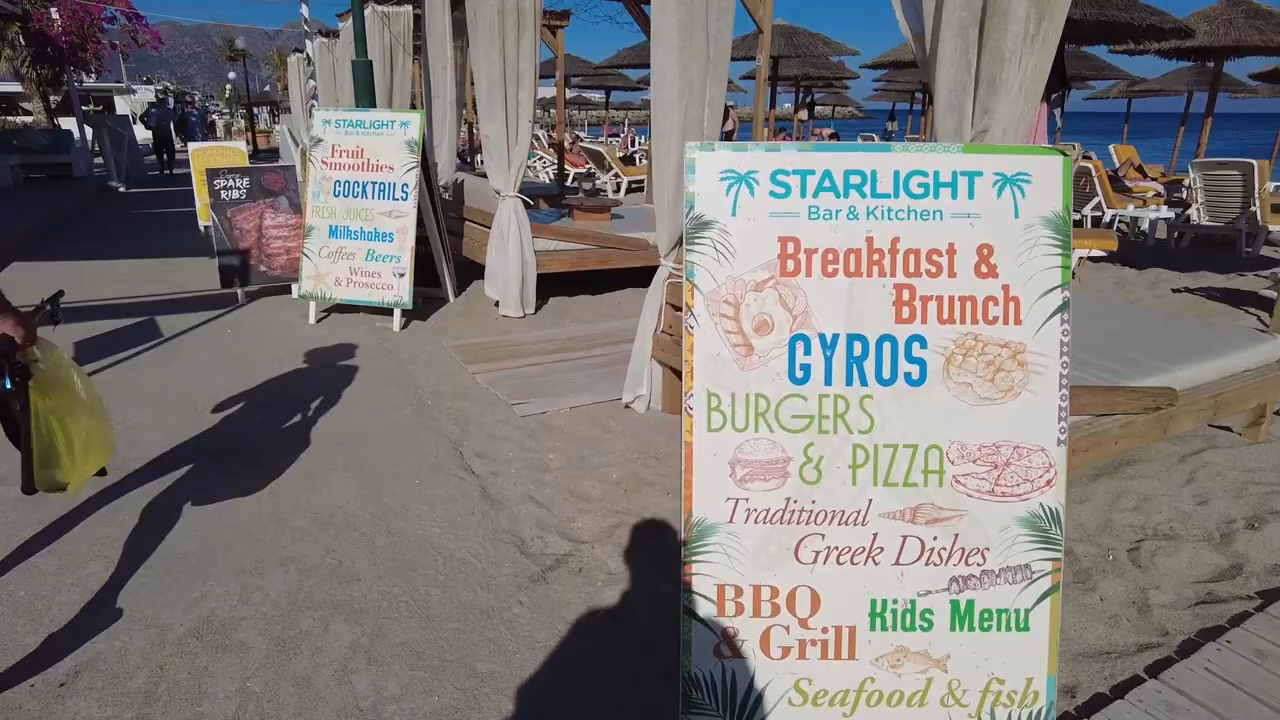 STARLIGHT
Bar & Kitchen
Fruit
Smoothies
COCKTAILS
FRESH JUICES
Milkshakes
Coffees Beers
Wines
& Prosecco
SPARE
RIBS
STARLIGHT
Bar & Kitchen
Breakfast &
Brunch
GYROS
BURGERS
& PIZZA
Traditional
Greek Dishes
BBQ
& Grill
Kids Menu
Seafood & fish